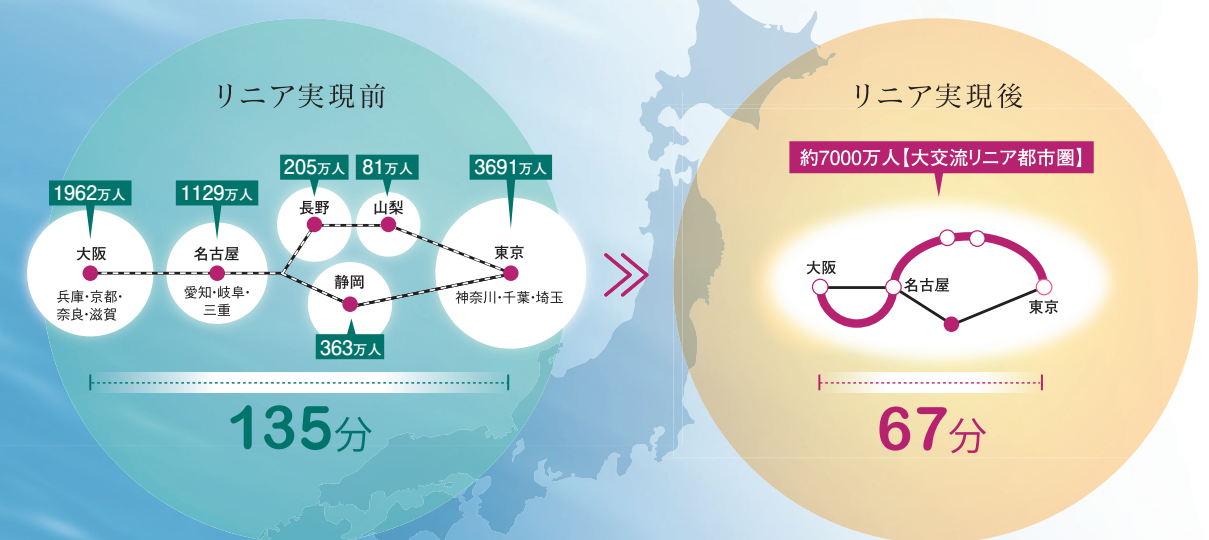 リニア実現前
205万人
81万人
3691万人
1962万人
1129万人
長野
山梨
大阪
名古屋
東京
静岡
兵庫・京都・
奈良・滋賀
愛知・岐阜・
三重
神奈川・千葉・埼玉
363万人
135分
リニア実現後
約7000万人【大交流リニア都市圏】
大阪
名古屋
東京
67分